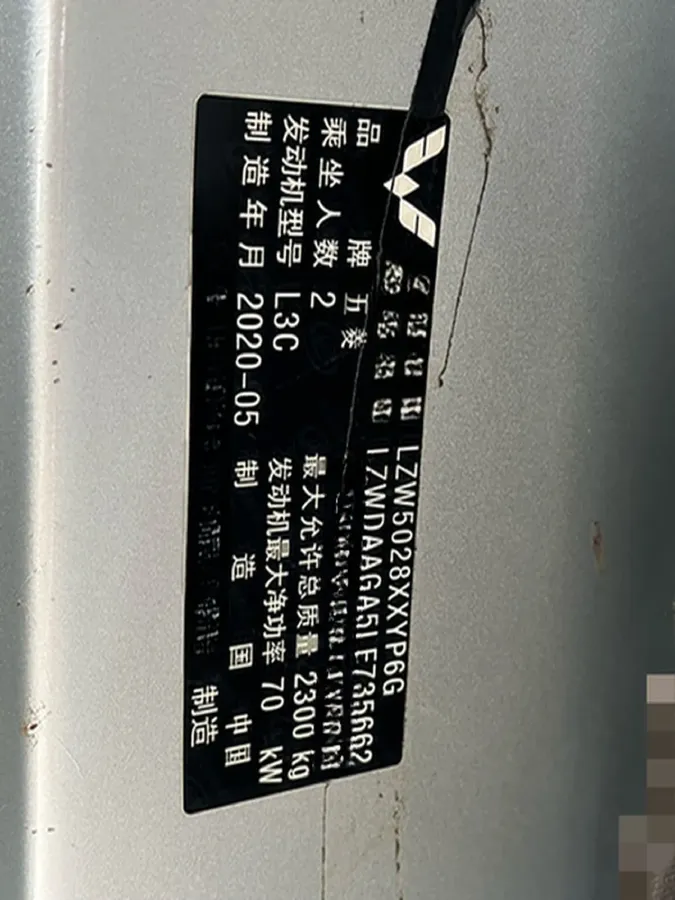 LZW5028XXYP6G
LZWDAAGA5LE735662
品牌 五菱
乘坐人数 2 最大允许总质量 2300 kg
发动机型号 L3C 发动机最大净功率 70 kW
制造年月 2020-05 制造国 中国
制造